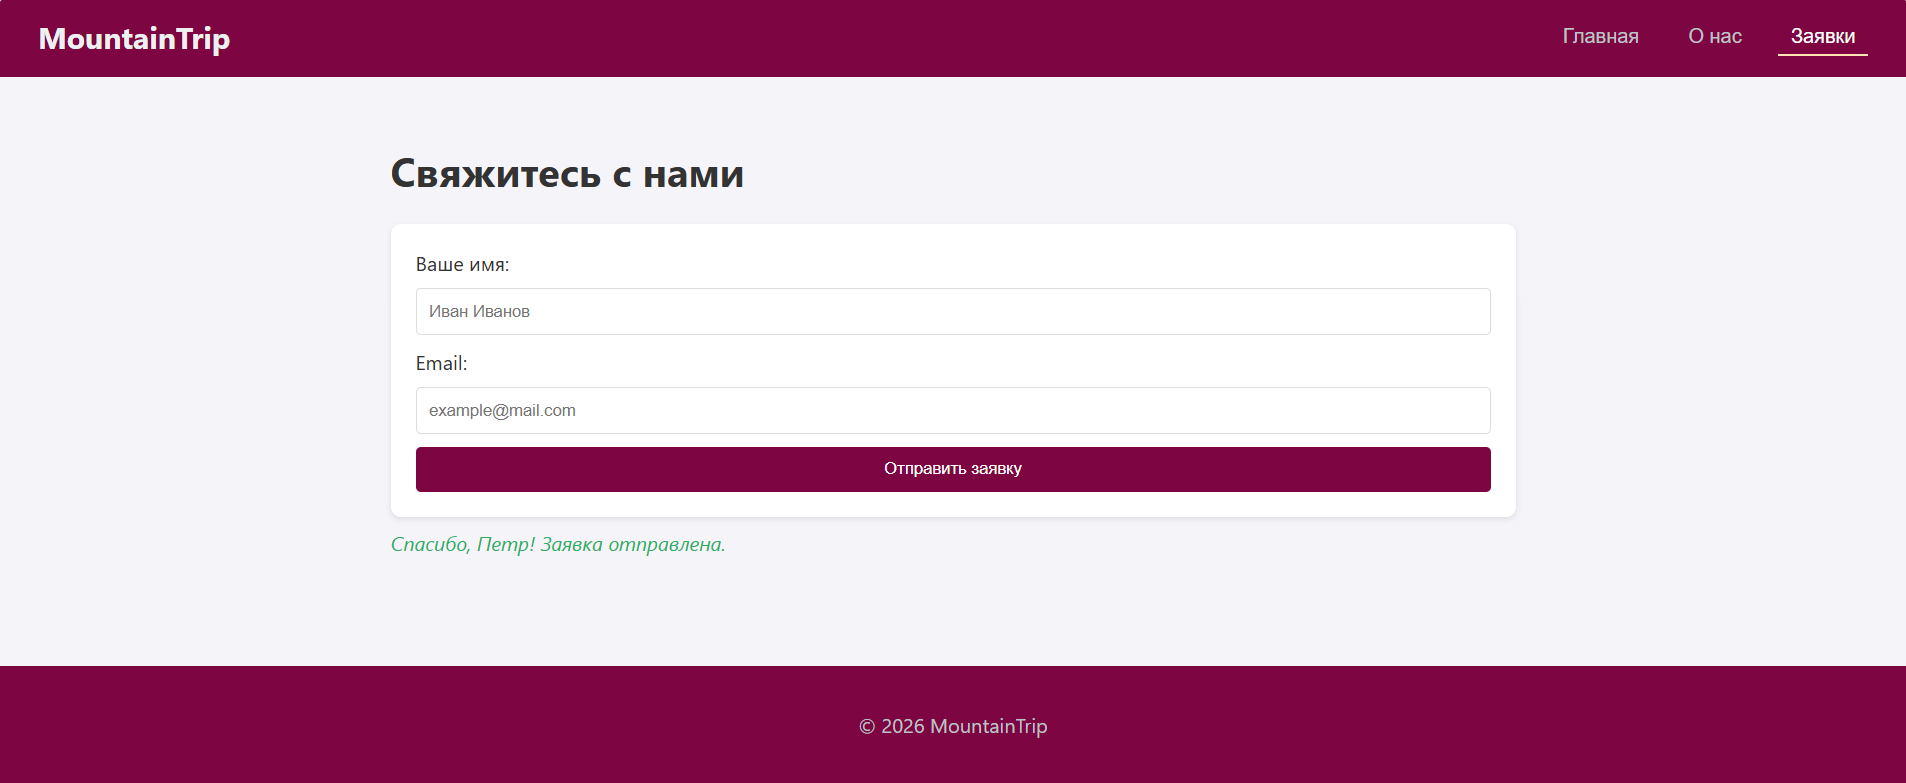 MountainTrip
Главная О нас Заявки
Свяжитесь с нами
Ваше имя:
Иван Иванов
Email:
example@mail.com
Отправить заявку
Спасибо, Петр! Заявка отправлена.
© 2026 MountainTrip